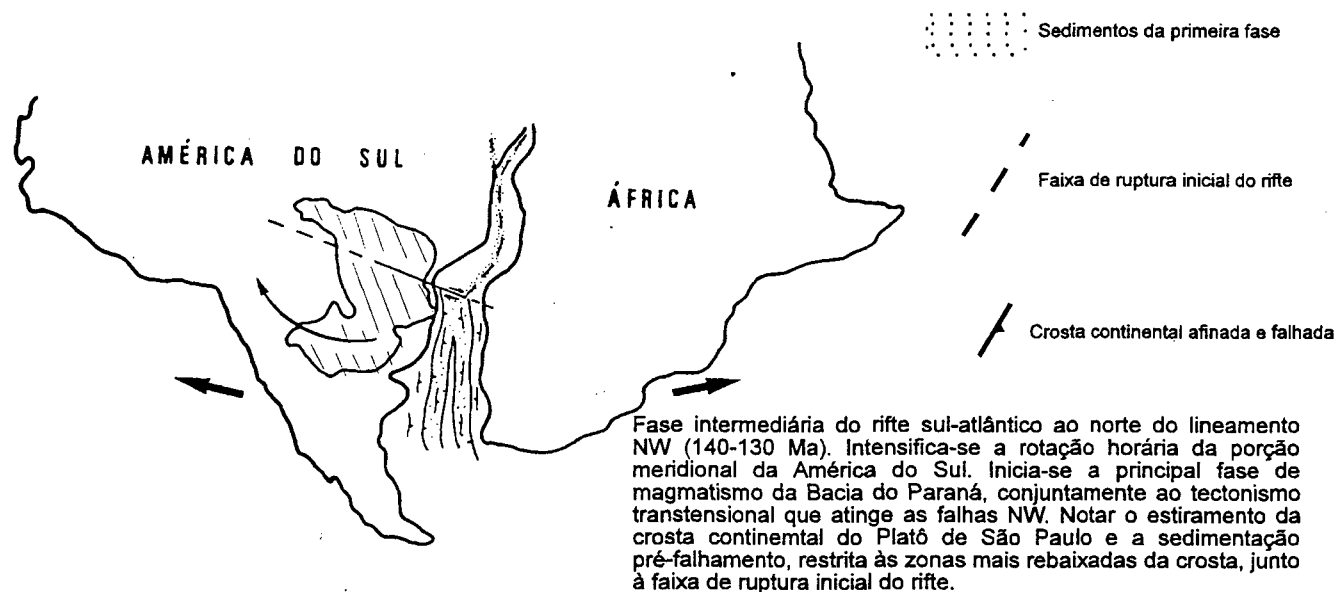 Sedimentos da primeira fase
AMÉRICA DO SUL
ÁFRICA
Faixa de ruptura inicial do rifte
Crosta continental afinada e falhada
Fase intermediária do rifte sul-atlântico ao norte do lineamento
NW (140-130 Ma). Intensifica-se a rotação horária da porção
meridional da América do Sul. Inicia-se a principal fase de
magmatismo da Bacia do Paraná, conjuntamente ao tectonismo
transtensional que atinge as falhas NW. Notar o estiramento da
crosta continemtal do Platô de São Paulo e a sedimentação
pré-falhamento, restrita às zonas mais rebaixadas da crosta, junto
à faixa de ruptura inicial do rifte.